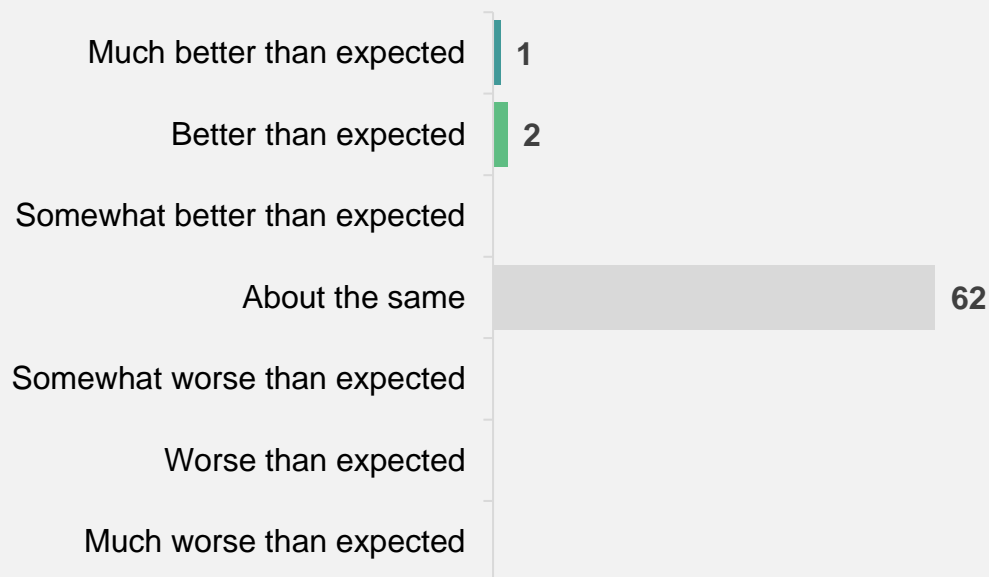 Much better than expected 1
Better than expected 2
Somewhat better than expected
About the same 62
Somewhat worse than expected
Worse than expected
Much worse than expected